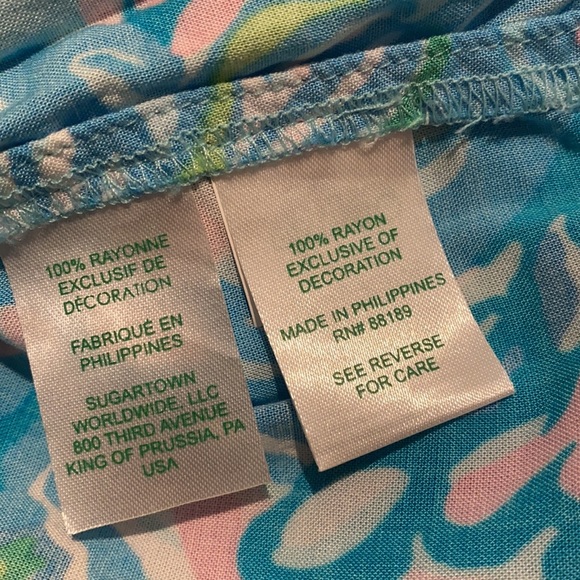 100% RAYONNE
EXCLUSIF DE
DÉCORATION
FABRIQUÉ EN
PHILIPPINES
SUGARTOWN
WORLDWIDE, LLC
800 THIRD AVENUE
KING OF PRUSSIA, PA
USA
100% RAYON
EXCLUSIVE OF
DECORATION
MADE IN PHILIPPINES
RN# 88189
SEE REVERSE
FOR CARE